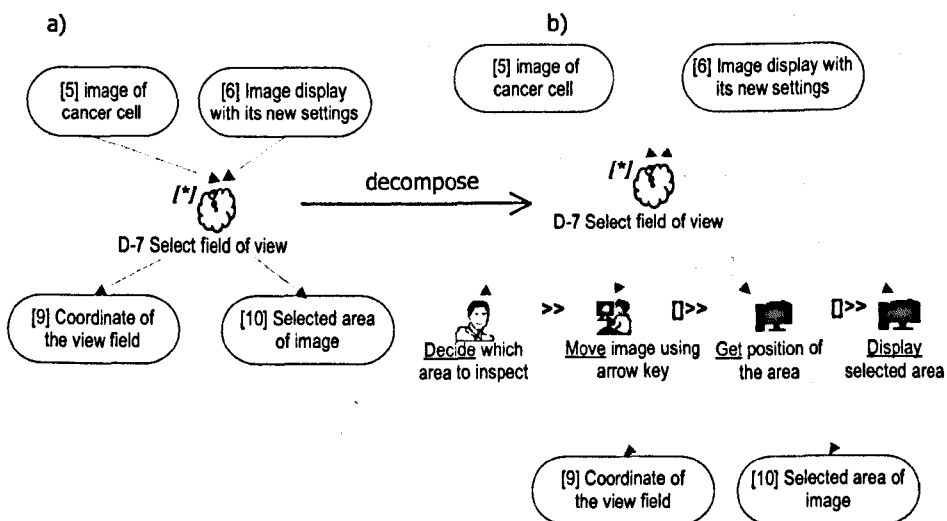 a)
[5] image of
cancer cell
[6] Image display
with its new settings
[*]
D-7 Select field of view
[9] Coordinate of
the view field
[10] Selected area
of image
decompose
b)
[5] image of
cancer cell
[6] Image display with
its new settings
[*]
D-7 Select field of view
Decide which
area to inspect
>>
Move image using
arrow key
[]>>
Get position of
the area
[]>>
Display
selected area
[9] Coordinate of
the view field
[10] Selected area of
image